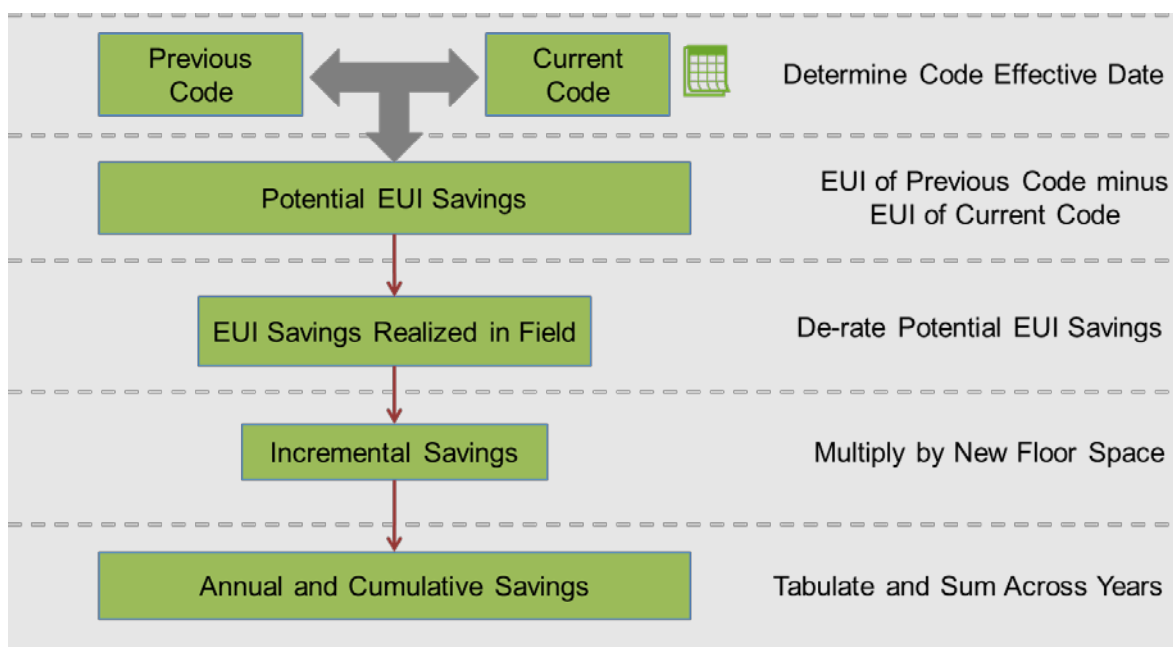 Previous
Code
Current
Code
Determine Code Effective Date
Potential EUI Savings
EUI of Previous Code minus
EUI of Current Code
EUI Savings Realized in Field
De-rate Potential EUI Savings
Incremental Savings
Multiply by New Floor Space
Annual and Cumulative Savings
Tabulate and Sum Across Years